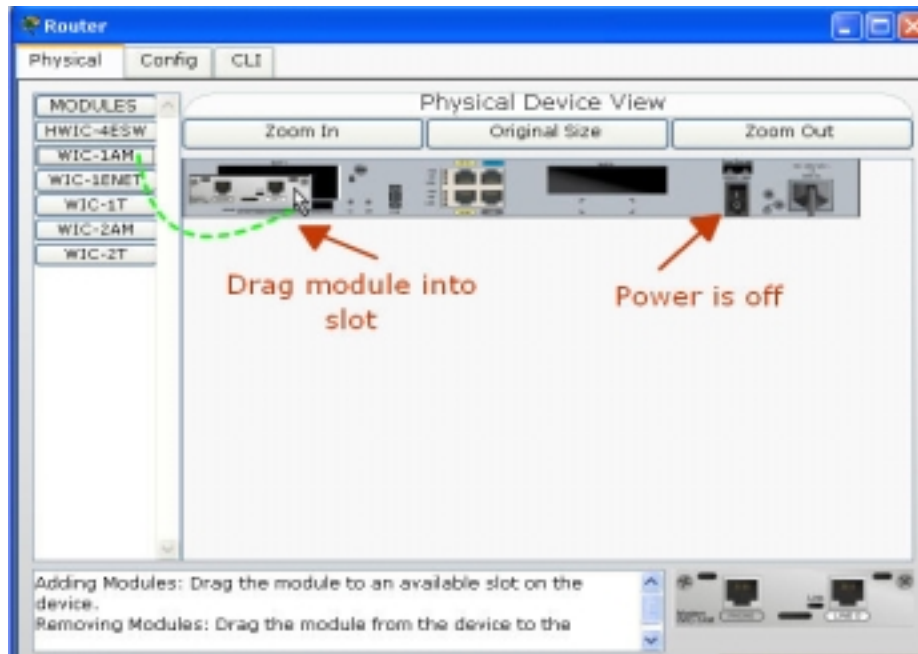 Router
Physical Config CLI
MODULES
HWIC-4ESW
WIC-1AM
WIC-1ENET
WIC-1T
WIC-2AM
WIC-2T
Physical Device View
Zoom In Original Size Zoom Out
Drag module into
slot
Power is off
Adding Modules: Drag the module to an available slot on the
device.
Removing Modules: Drag the module from the device to the